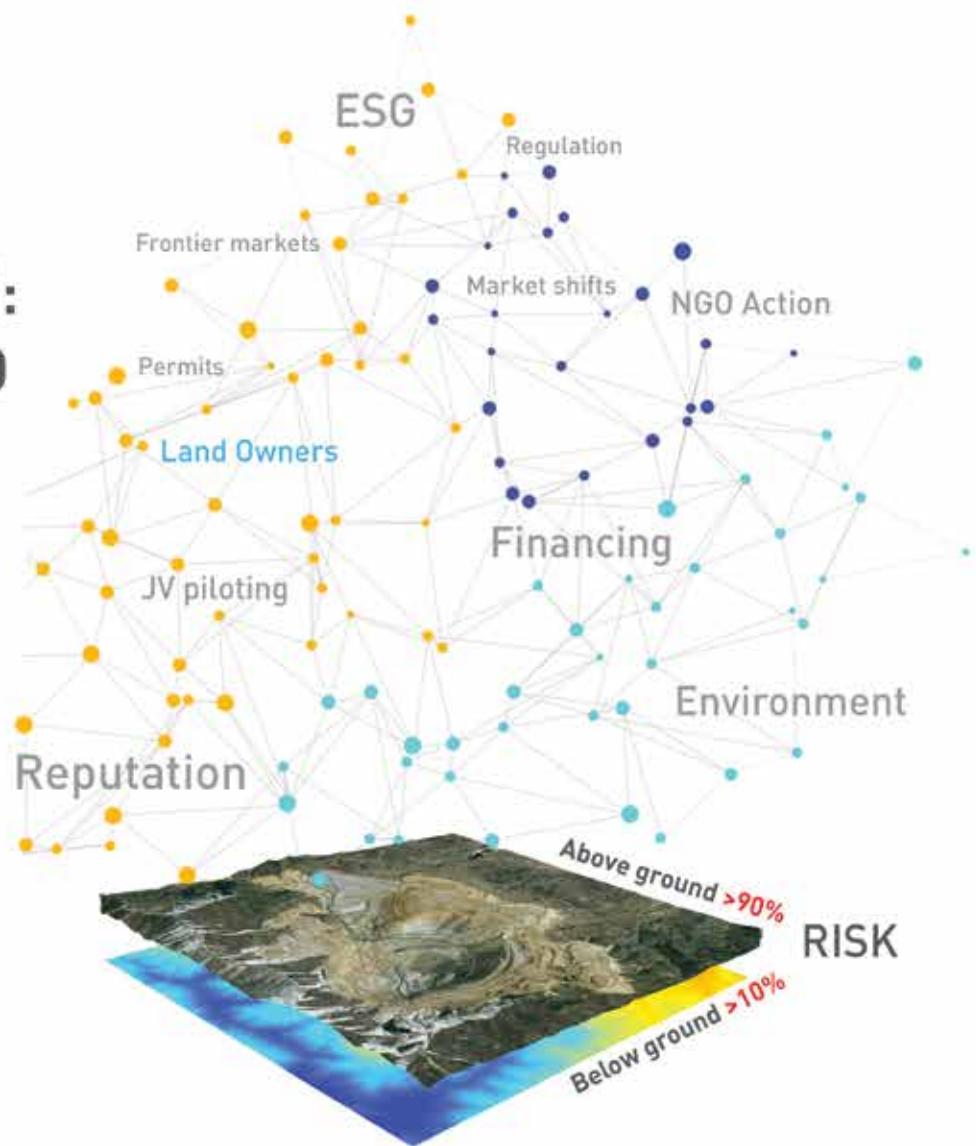 ESG
Regulation
Frontier markets
:
Market shifts
NGO Action
Permits
Land Owners
Financing
JV piloting
Environment
Reputation
Above ground >90%
RISK
Below ground >10%